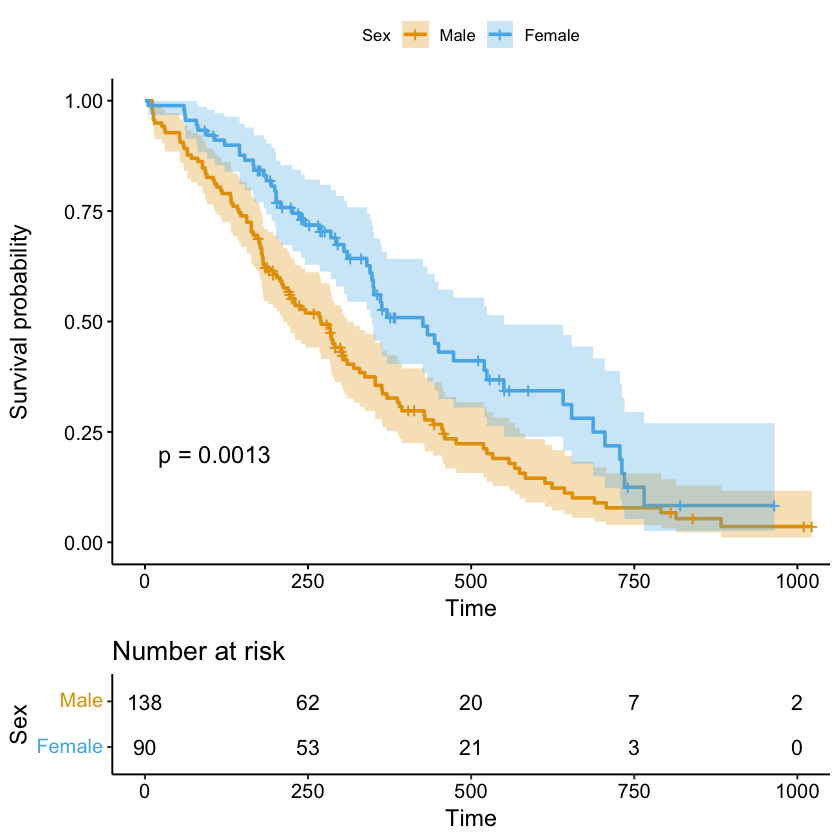 Sex Male Female
1.00
0.75
0.50
0.25
0.00
Survival probability
p = 0.0013
0 250 500 750 1000
Time
Number at risk
Sex
Male 138 62 20 7 2
Female 90 53 21 3 0
0 250 500 750 1000
Time